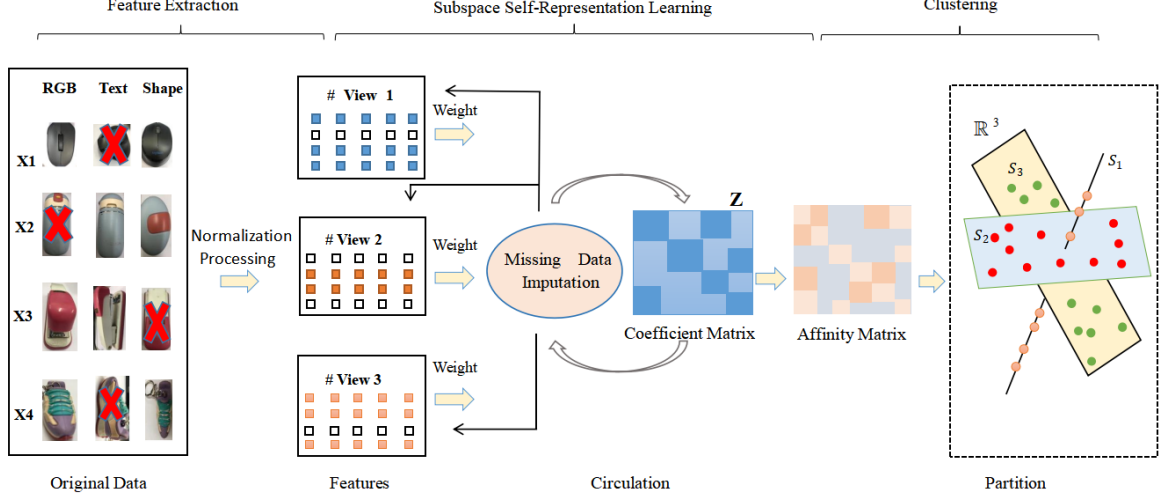 Feature Extraction
Subspace Self-Representation Learning
Clustering
RGB Text Shape
X1
X2
X3
X4
Original Data
Normalization
Processing
# View 1
# View 2
# View 3
Features
Weight
Weight
Weight
Missing Data
Imputation
Circulation
Z
Coefficient Matrix
Affinity Matrix
ℝ 3
S3
S1
S2
Partition